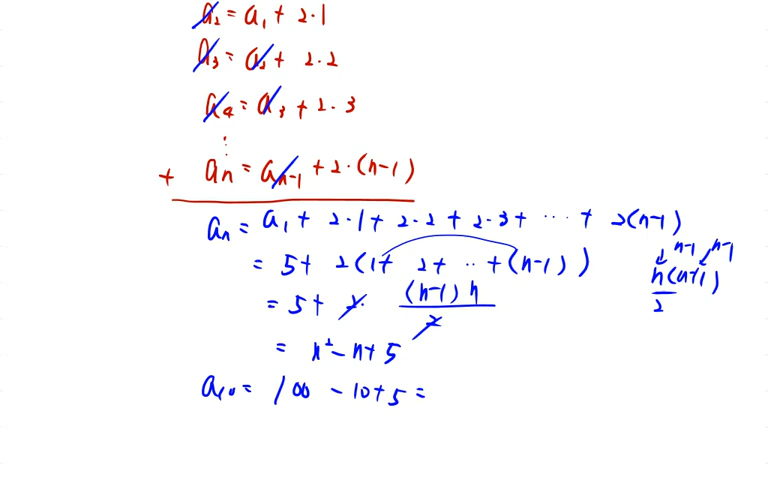 a₂ = a₁ + 2·1
a₃ = a₂ + 2·2
a₄ = a₃ + 2·3
⋮
+ aₙ = aₙ₋₁ + 2·(n-1)
aₙ = a₁ + 2·1 + 2·2 + 2·3 + ⋯ + 2(n-1)
= 5 + 2(1 + 2 + ·· + (n-1))
n-1 n-1
n(n+1)/2
= 5 + 2· (n-1)n/2
= n² - n + 5
a₁₀ = 100 - 10 + 5 =